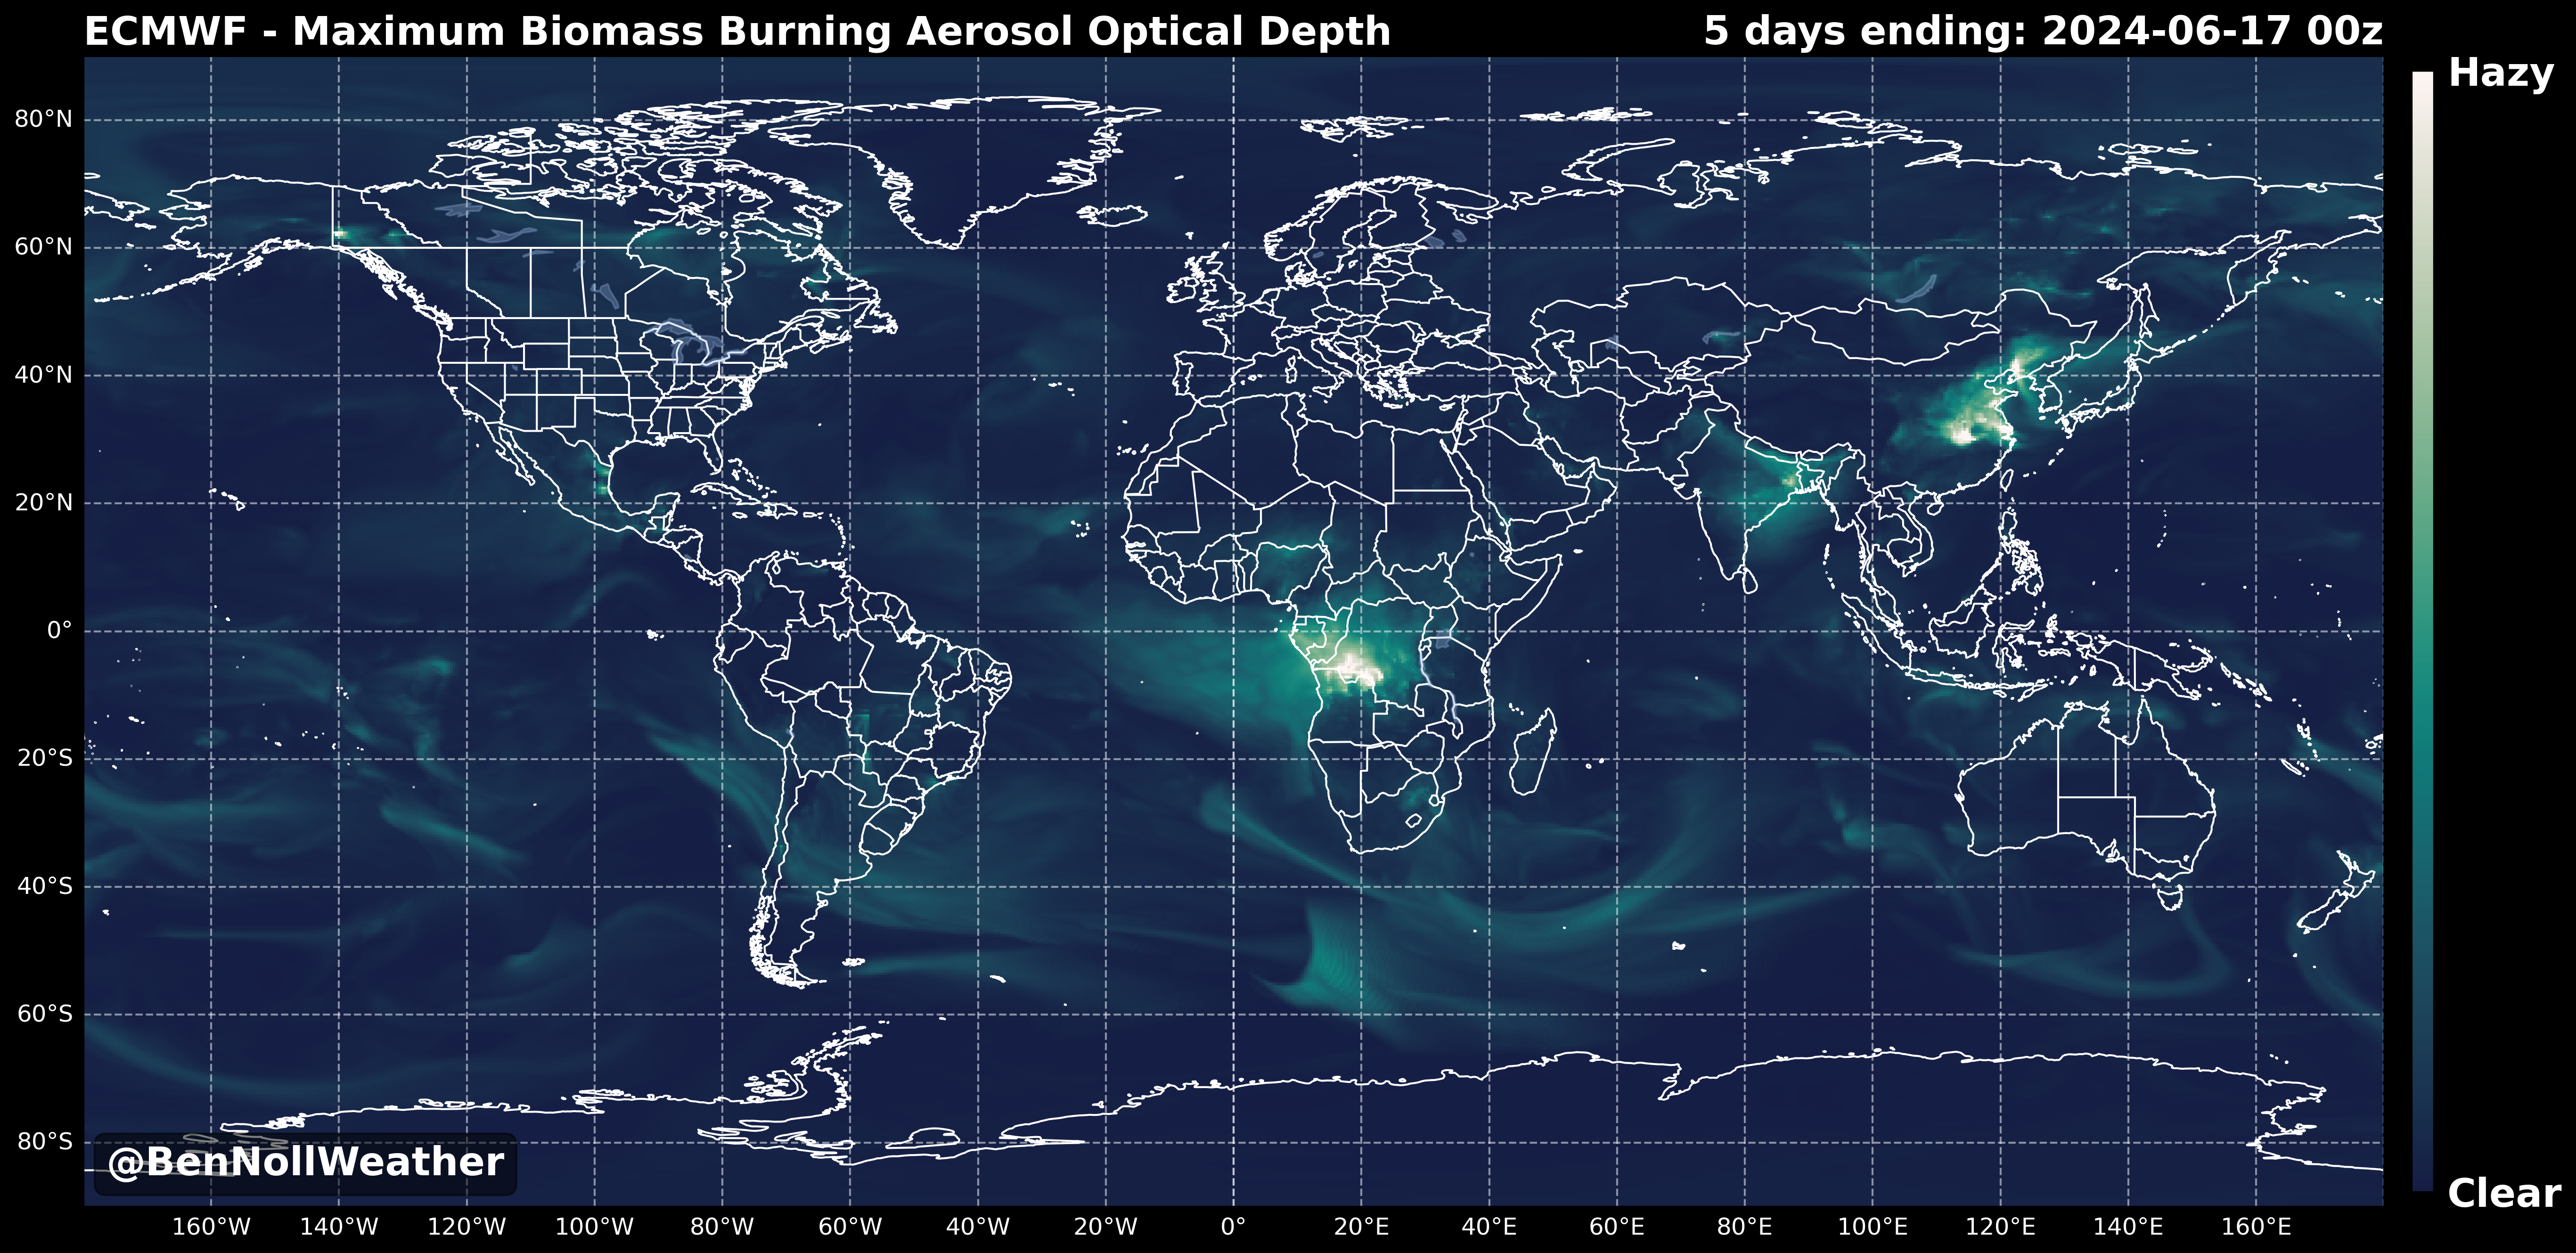 ECMWF - Maximum Biomass Burning Aerosol Optical Depth
5 days ending: 2024-06-17 00z
Hazy
80°N
60°N
40°N
20°N
0°
20°S
40°S
60°S
80°S
@BenNollWeather
Clear
160°W 140°W 120°W 100°W 80°W 60°W 40°W 20°W 0° 20°E 40°E 60°E 80°E 100°E 120°E 140°E 160°E